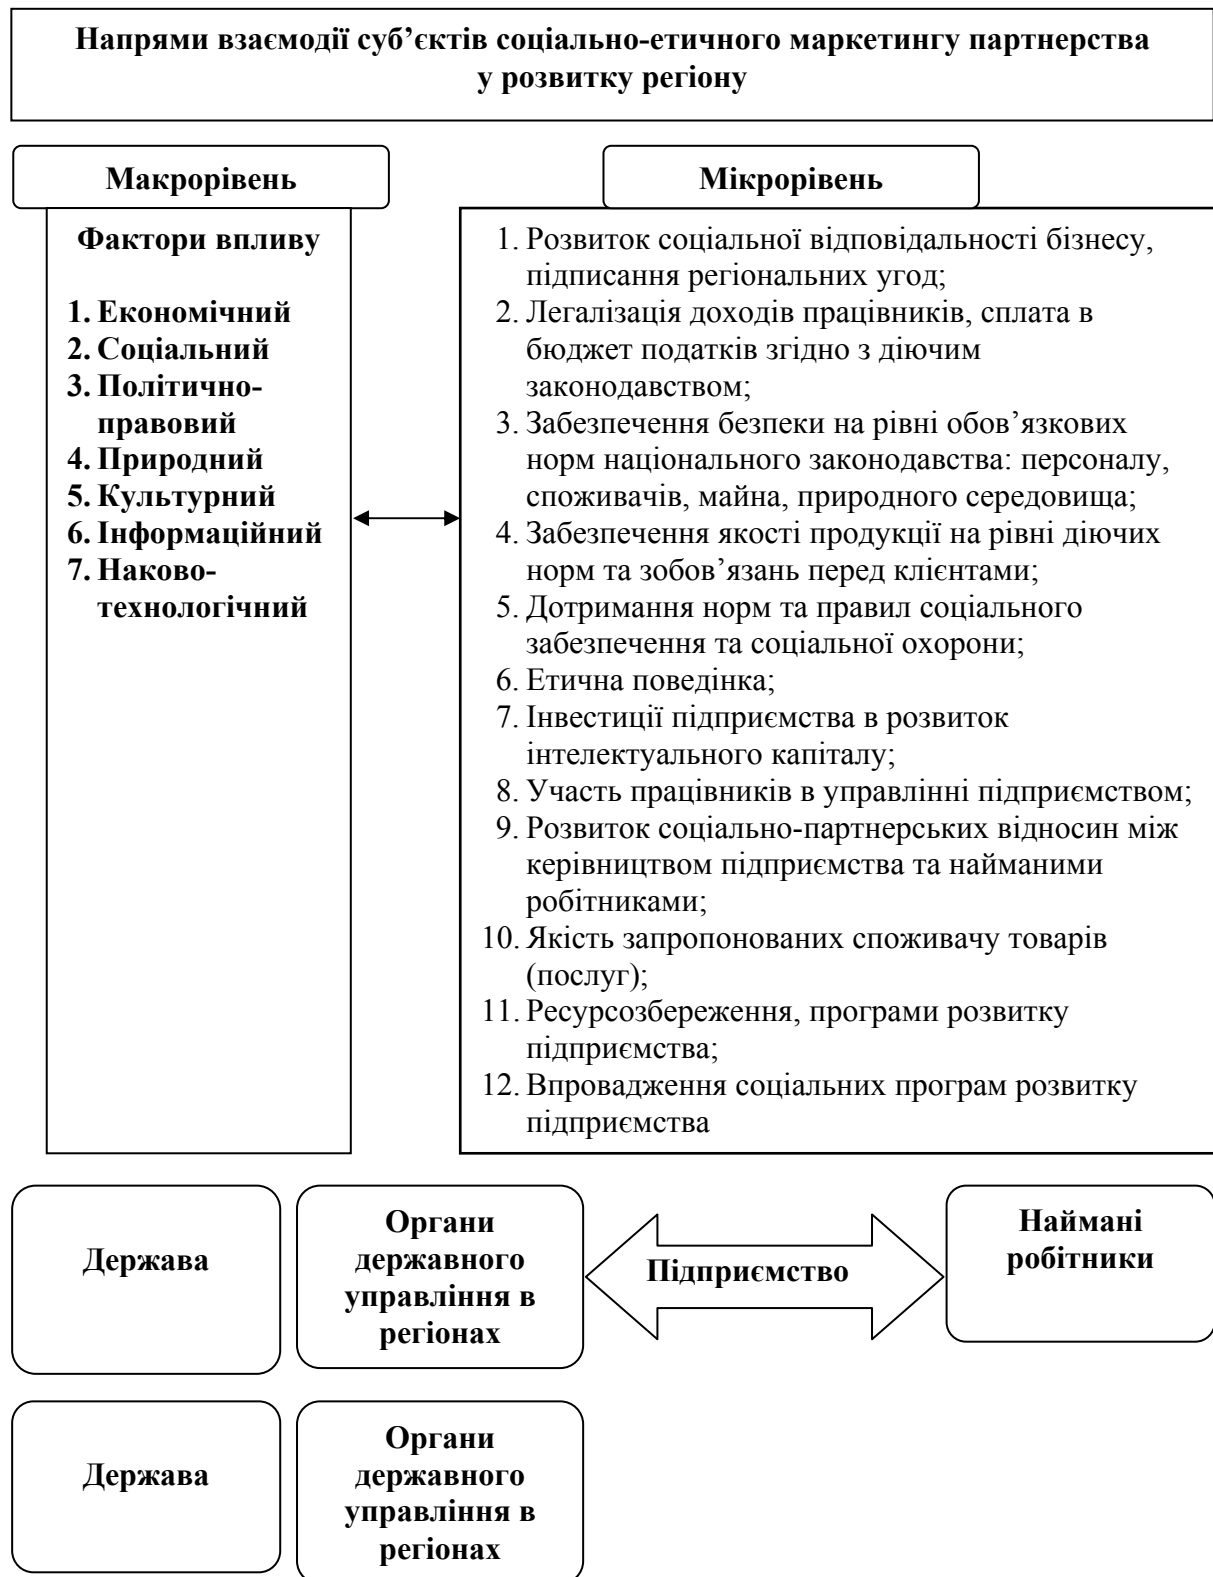 Напрями взаємодії суб’єктів соціально-етичного маркетингу партнерства
у розвитку регіону
Макрорівень
Мікрорівень
Фактори впливу
1. Економічний
2. Соціальний
3. Політично-
правовий
4. Природний
5. Культурний
6. Інформаційний
7. Наково-
технологічний
1. Розвиток соціальної відповідальності бізнесу,
підписання регіональних угод;
2. Легалізація доходів працівників, сплата в
бюджет податків згідно з діючим
законодавством;
3. Забезпечення безпеки на рівні обов’язкових
норм національного законодавства: персоналу,
споживачів, майна, природного середовища;
4. Забезпечення якості продукції на рівні діючих
норм та зобов’язань перед клієнтами;
5. Дотримання норм та правил соціального
забезпечення та соціальної охорони;
6. Етична поведінка;
7. Інвестиції підприємства в розвиток
інтелектуального капіталу;
8. Участь працівників в управлінні підприємством;
9. Розвиток соціально-партнерських відносин між
керівництвом підприємства та найманими
робітниками;
10. Якість запропонованих споживачу товарів
(послуг);
11. Ресурсозбереження, програми розвитку
підприємства;
12. Впровадження соціальних програм розвитку
підприємства
Держава
Органи
державного
управління в
регіонах
Підприємство
Наймані
робітники
Держава
Органи
державного
управління в
регіонах